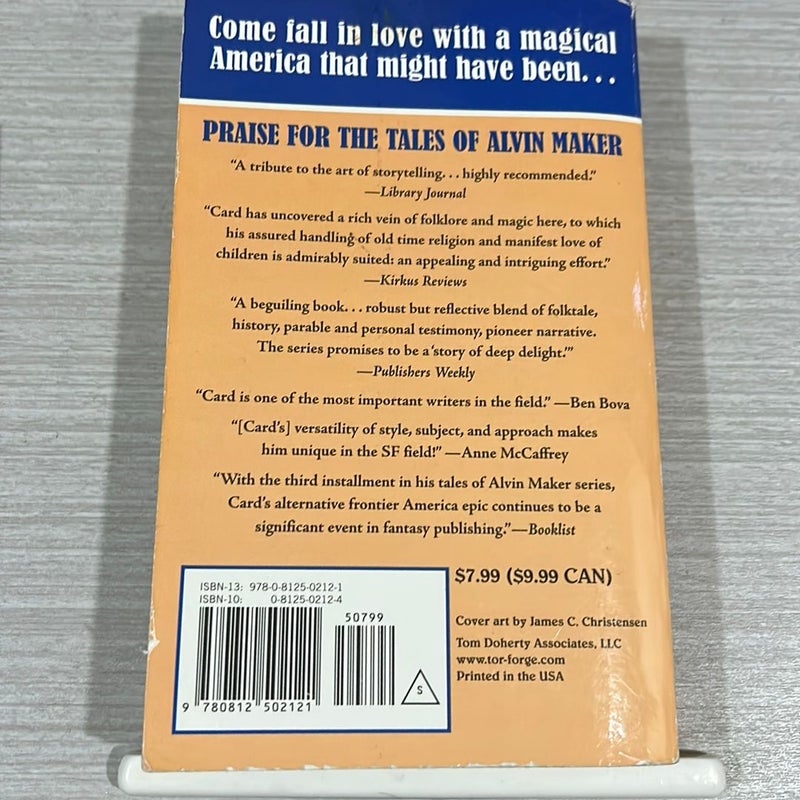 Come fall in love with a magical
America that might have been. . .
PRAISE FOR THE TALES OF ALVIN MAKER
“A tribute to the art of storytelling. . . highly recommended.”
—Library Journal
“Card has uncovered a rich vein of folklore and magic here, to which
his assured handling of old time religion and manifest love of
children is admirably suited: an appealing and intriguing effort.”
—Kirkus Reviews
“A beguiling book. . . robust but reflective blend of folktale,
history, parable and personal testimony, pioneer narrative.
The series promises to be a ‘story of deep delight.’”
—Publishers Weekly
“Card is one of the most important writers in the field.” —Ben Bova
“[Card’s] versatility of style, subject, and approach makes
him unique in the SF field!” —Anne McCaffrey
“With the third installment in his tales of Alvin Maker series,
Card’s alternative frontier America epic continues to be a
significant event in fantasy publishing.”—Booklist
ISBN-13: 978-0-8125-0212-1
ISBN-10: 0-8125-0212-4
50799
S
9 780812 502121
$7.99 ($9.99 CAN)
Cover art by James C. Christensen
Tom Doherty Associates, LLC
www.tor-forge.com
Printed in the USA